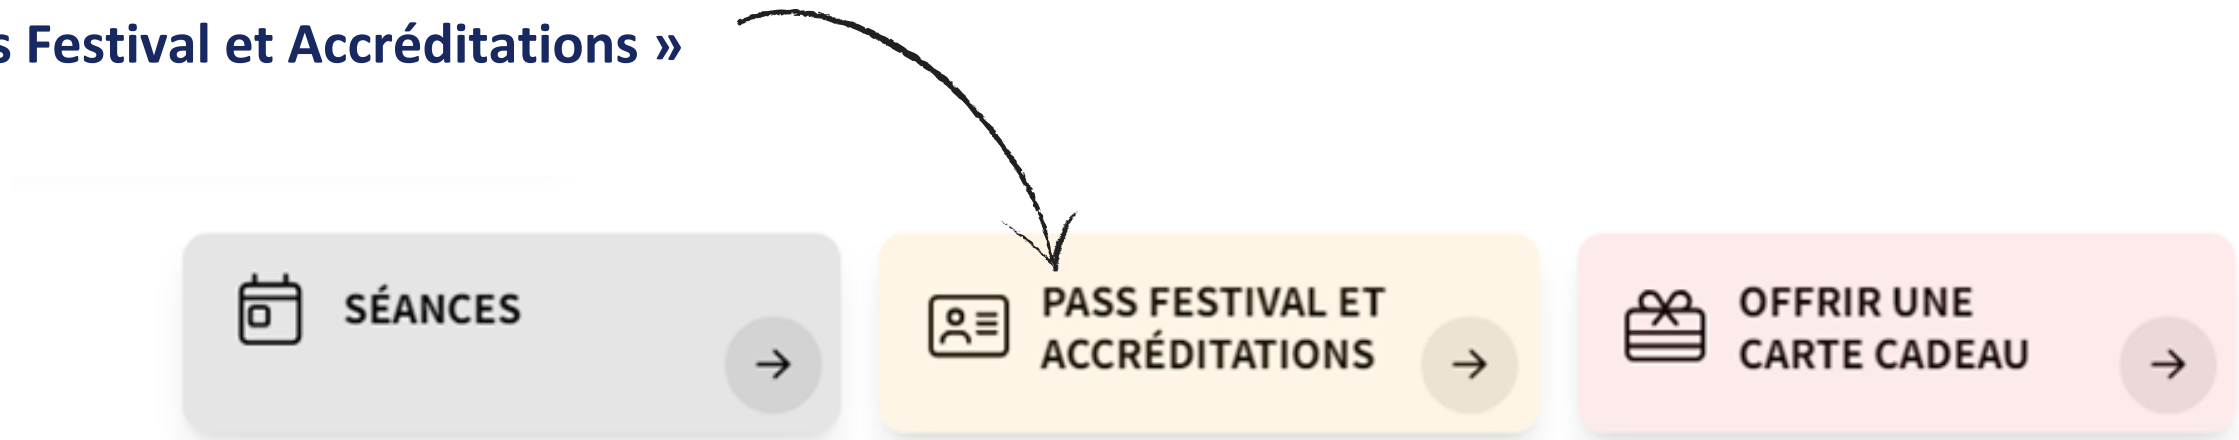 s Festival et Accréditations »
SÉANCES
PASS FESTIVAL ET
ACCRÉDITATIONS
OFFRIR UNE
CARTE CADEAU